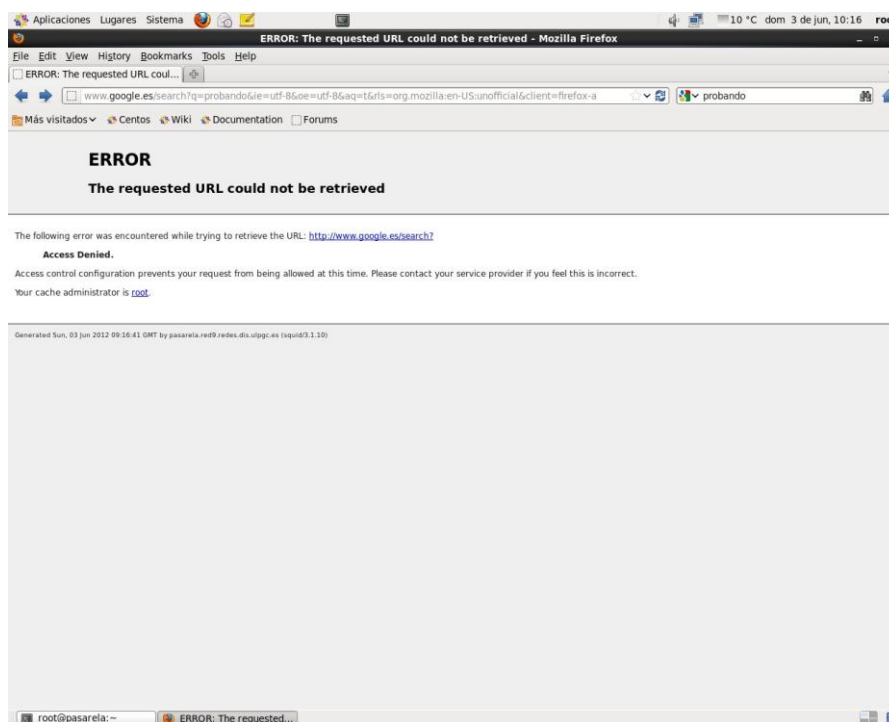 Aplicaciones Lugares Sistema 10 °C dom 3 de jun, 10:16
ERROR: The requested URL could not be retrieved - Mozilla Firefox
File Edit View History Bookmarks Tools Help
ERROR: The requested URL coul...
www.google.es/search?q=probando&ie=utf-8&oe=utf-8&aq=t&rls=org.mozilla:en-US:unofficial&client=firefox-a probando
Más visitados Centos Wiki Documentation Forums
ERROR
The requested URL could not be retrieved
The following error was encountered while trying to retrieve the URL: http://www.google.es/search?
Access Denied.
Access control configuration prevents your request from being allowed at this time. Please contact your service provider if you feel this is incorrect.
Your cache administrator is root.
Generated Sun, 03 Jun 2012 09:16:41 GMT by pasarela.red9.redes.dis.ulpgc.es (squid/3.1.10)
root@pasarela:~ ERROR: The requested...